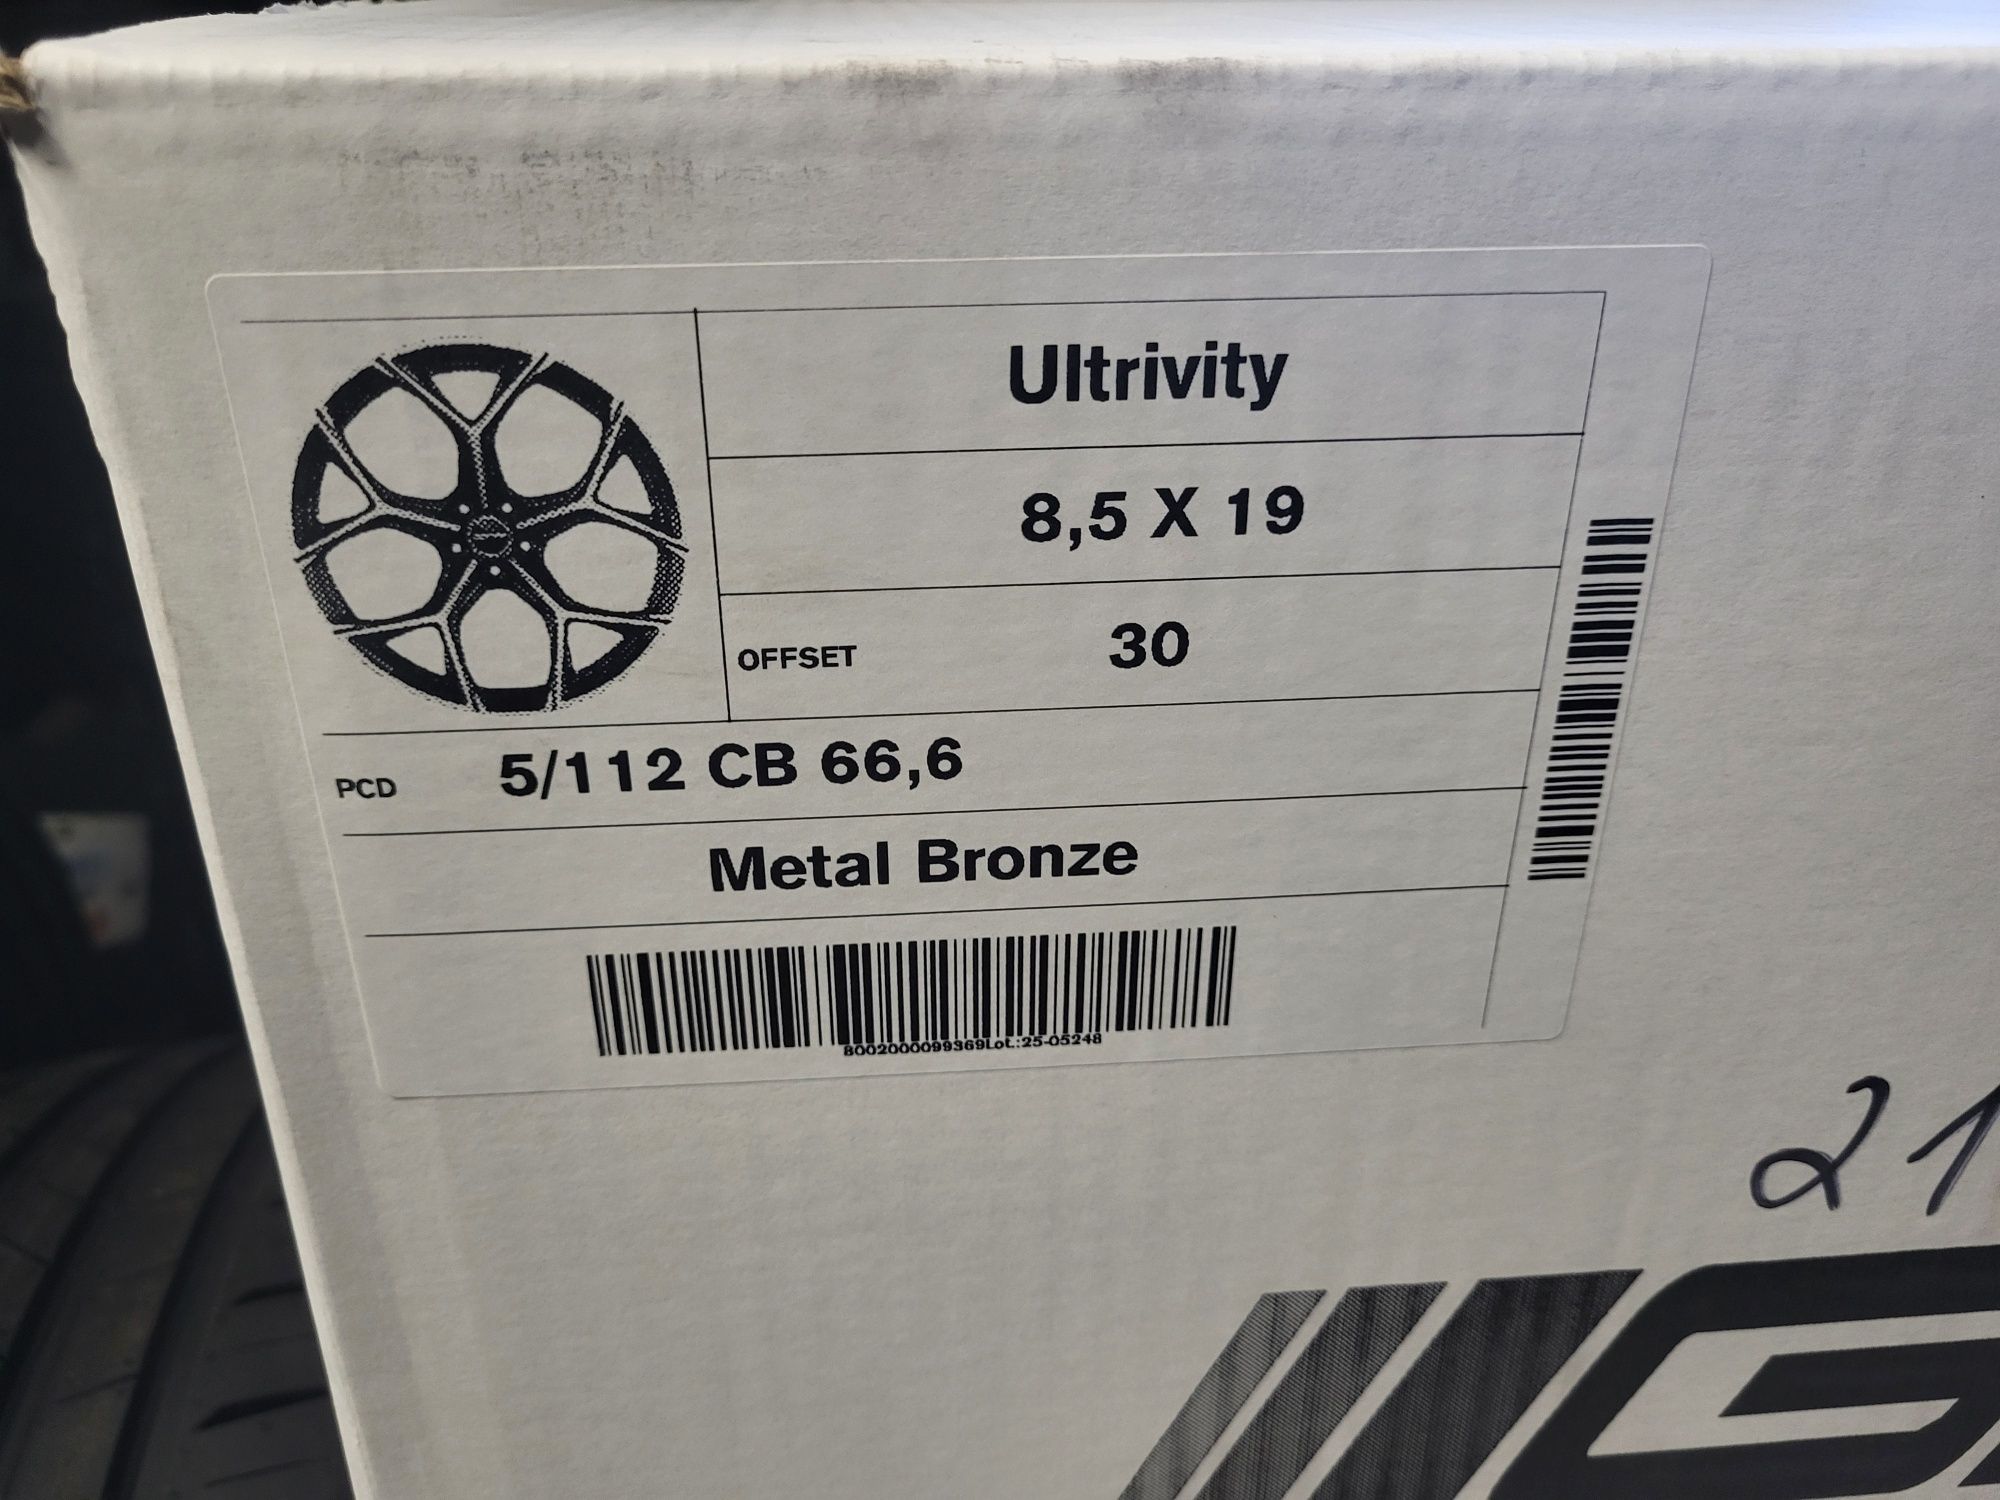 Ultrivity
8,5 X 19
OFFSET 30
PCD 5/112 CB 66,6
Metal Bronze
8002000099369Lot.:25-05248
21